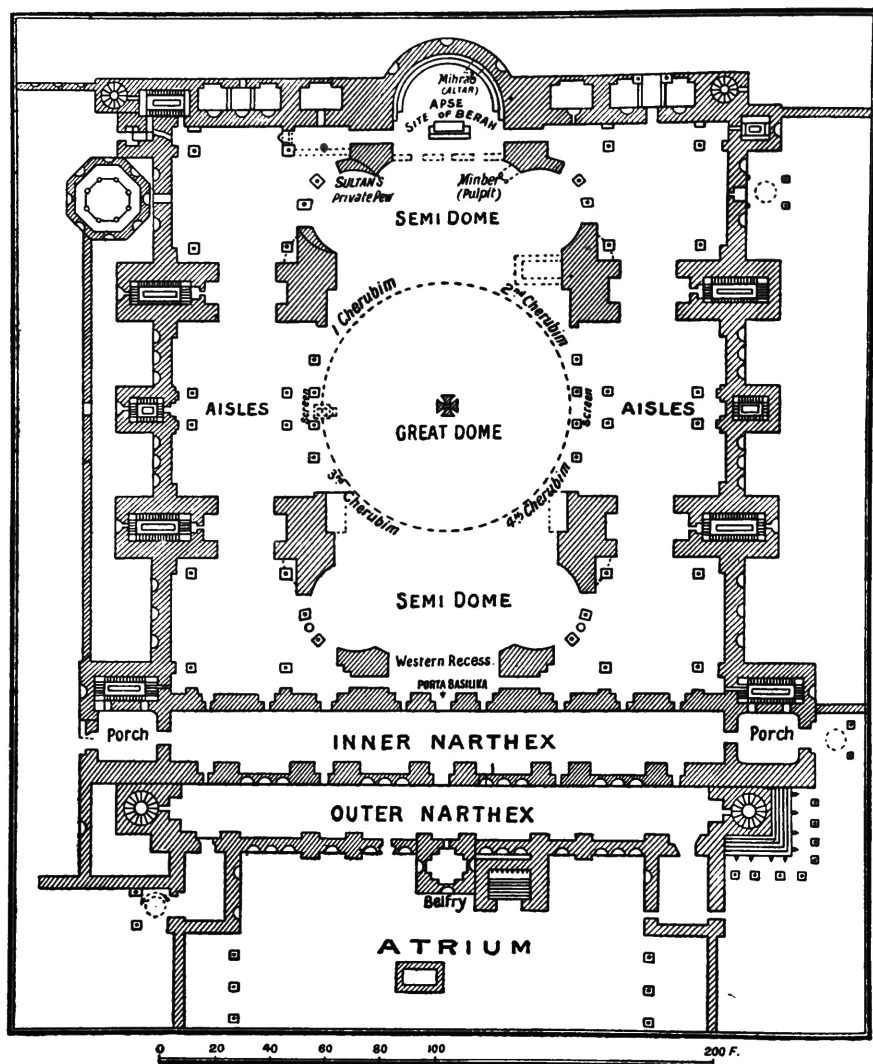 Mihrab
(ALTAR)
APSE
SITE OF BERAH
SULTAN'S
Private Pew
Minber
(Pulpit)
SEMI DOME
1 Cherubim
2nd Cherubim
AISLES
Screen
GREAT DOME
Screen
AISLES
3rd Cherubim
4th Cherubim
SEMI DOME
Western Recess.
PORTA BASILIKA
Porch
INNER NARTHEX
Porch
OUTER NARTHEX
Belfry
ATRIUM
0 20 40 60 80 100 200 F.